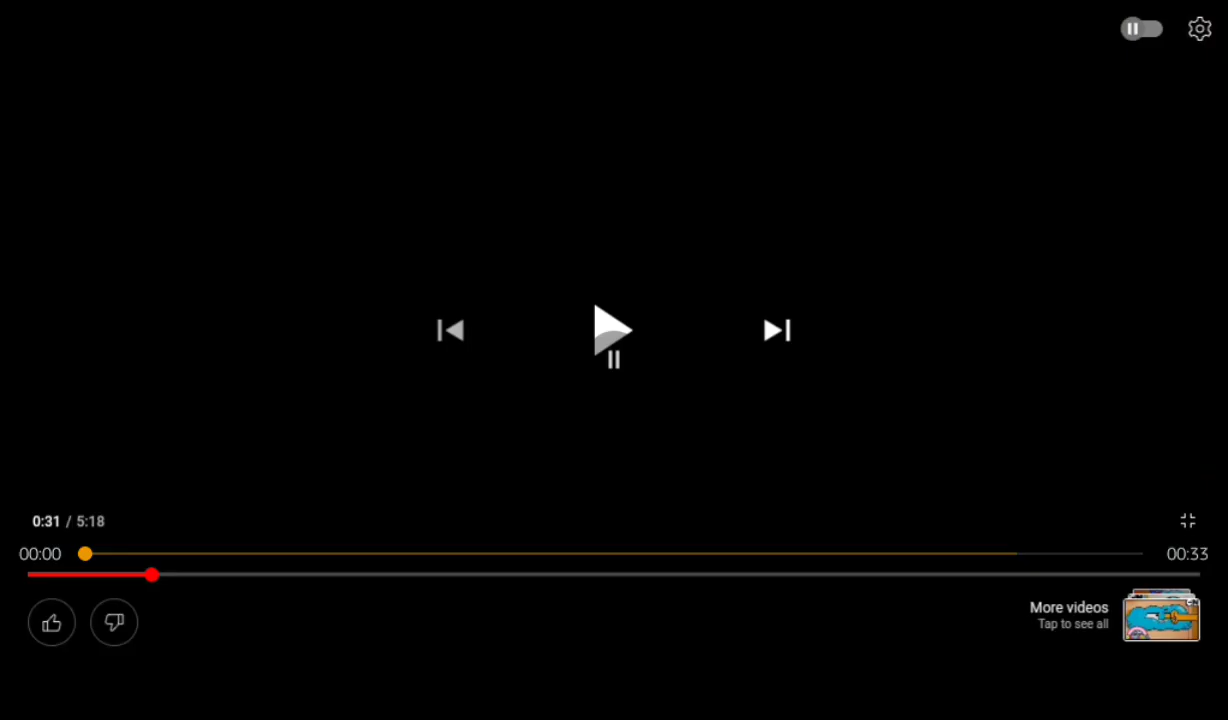 0:31 / 5:18
00:00
00:33
More videos
Tap to see all